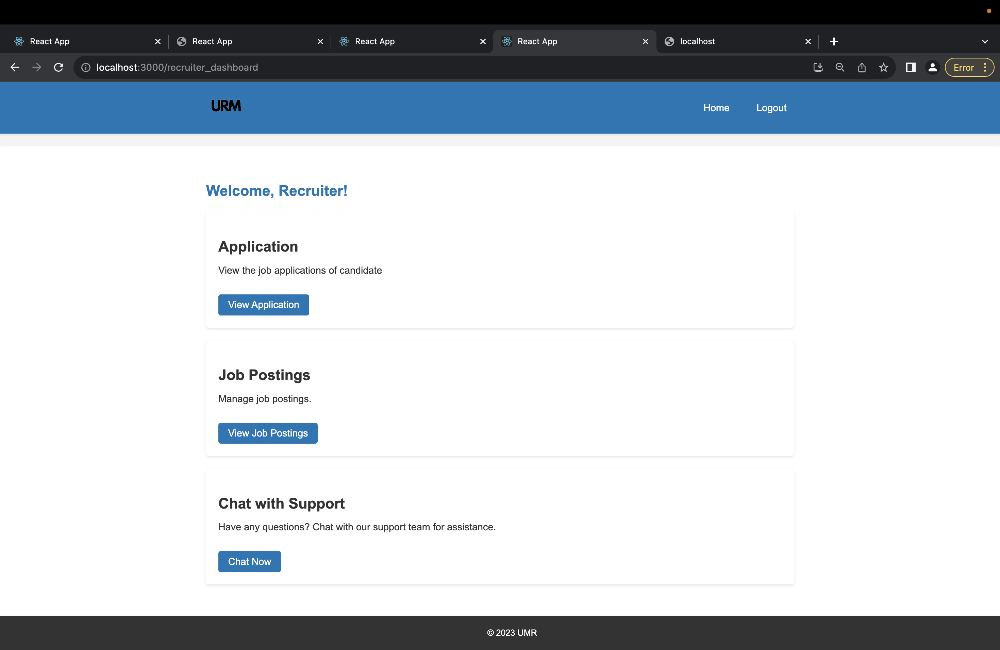 React App
React App
React App
React App
localhost
localhost:3000/recruiter_dashboard
Error
URM
Home
Logout
Welcome, Recruiter!
Application
View the job applications of candidate
View Application
Job Postings
Manage job postings.
View Job Postings
Chat with Support
Have any questions? Chat with our support team for assistance.
Chat Now
© 2023 UMR